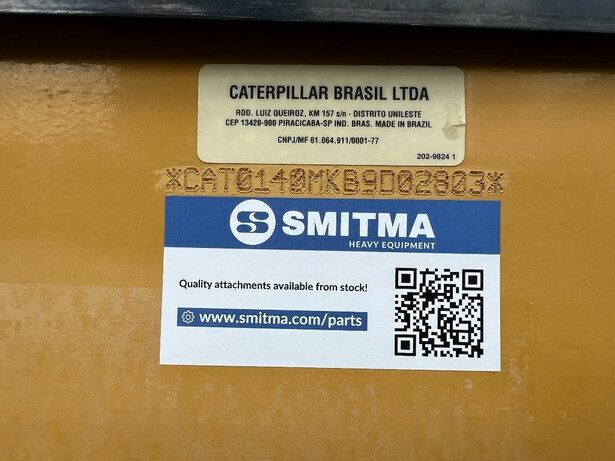 CATERPILLAR BRASIL LTDA
ROD. LUIZ QUEIROZ, KM 157 s/n - DISTRITO UNILESTE
CEP 13420-900 PIRACICABA-SP IND. BRAS. MADE IN BRAZIL
CNPJ/MF 61.064.911/0001-77
202-9824 1
*CAT0140MKB9D02803*
S SMITMA
HEAVY EQUIPMENT
Quality attachments available from stock!
www.smitma.com/parts